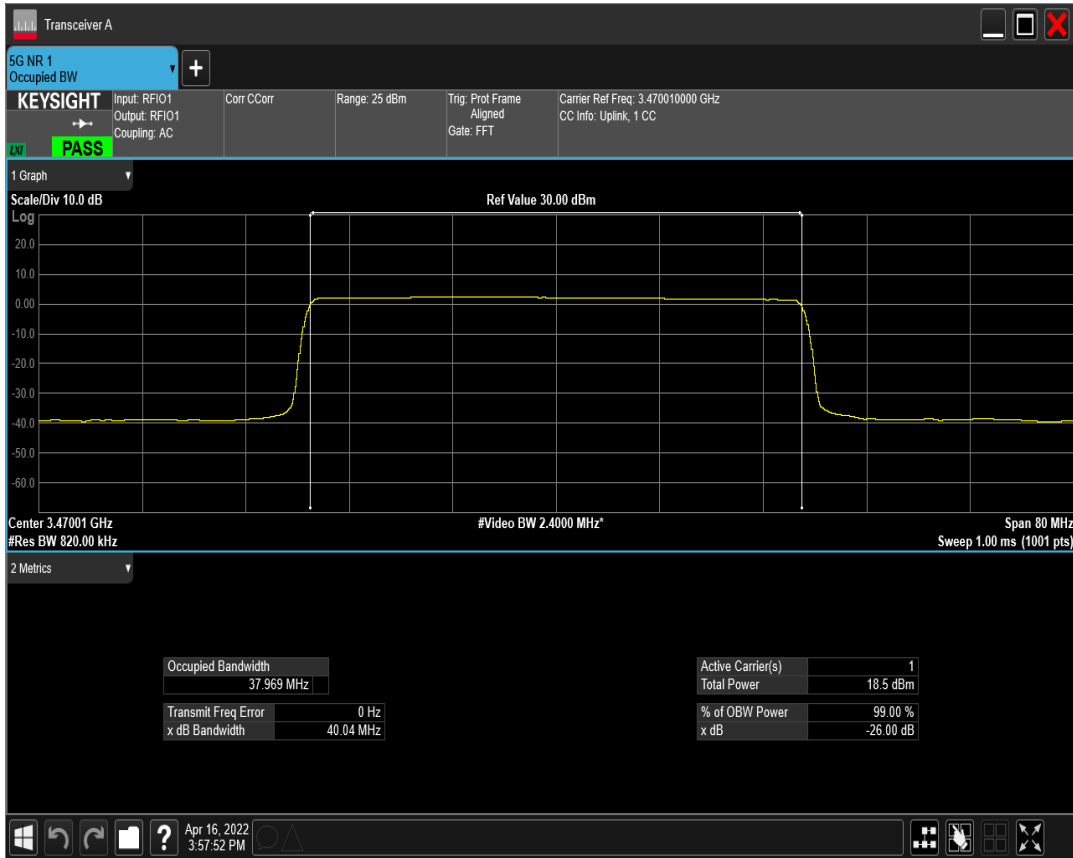 Transceiver A
5G NR 1
Occupied BW
KEYSIGHT
Input: RFIO1
Output: RFIO1
Coupling: AC
Corr CCorr
Range: 25 dBm
Trig: Prot Frame
Aligned
Gate: FFT
Carrier Ref Freq: 3.470010000 GHz
CC Info: Uplink, 1 CC
LXI
PASS
1 Graph
Scale/Div 10.0 dB
Ref Value 30.00 dBm
Log
20.0
10.0
0.00
-10.0
-20.0
-30.0
-40.0
-50.0
-60.0
Center 3.47001 GHz
#Video BW 2.4000 MHz*
Span 80 MHz
#Res BW 820.00 kHz
Sweep 1.00 ms (1001 pts)
2 Metrics
Occupied Bandwidth
37.969 MHz
Transmit Freq Error 0 Hz
x dB Bandwidth 40.04 MHz
Active Carrier(s) 1
Total Power 18.5 dBm
% of OBW Power 99.00 %
x dB -26.00 dB
Apr 16, 2022
3:57:52 PM